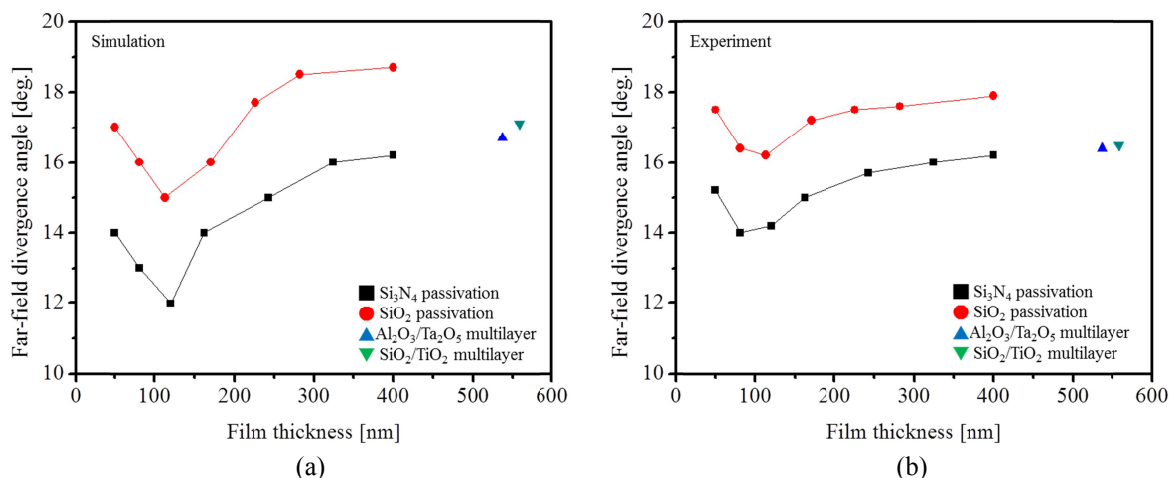 Simulation
Far-field divergence angle [deg.]
20
18
16
14
12
10
0 100 200 300 400 500 600
Film thickness [nm]
Si₃N₄ passivation
SiO₂ passivation
Al₂O₃/Ta₂O₅ multilayer
SiO₂/TiO₂ multilayer
(a)
Experiment
Far-field divergence angle [deg.]
20
18
16
14
12
10
0 100 200 300 400 500 600
Film thickness [nm]
Si₃N₄ passivation
SiO₂ passivation
Al₂O₃/Ta₂O₅ multilayer
SiO₂/TiO₂ multilayer
(b)